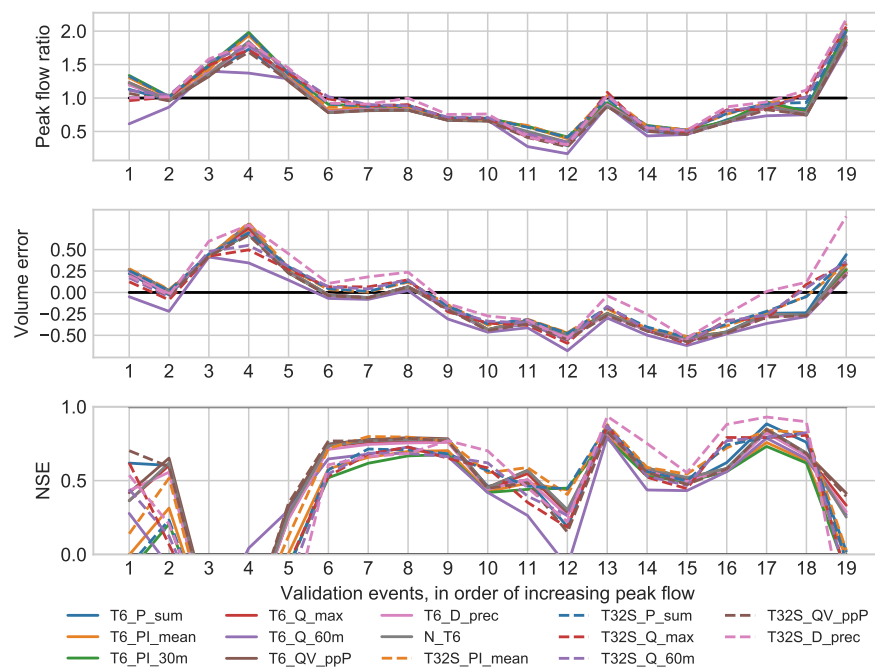 Peak flow ratio
2.0
1.5
1.0
0.5
1 2 3 4 5 6 7 8 9 10 11 12 13 14 15 16 17 18 19
Volume error
0.50
0.25
0.00
−0.25
−0.50
1 2 3 4 5 6 7 8 9 10 11 12 13 14 15 16 17 18 19
NSE
1.0
0.5
0.0
1 2 3 4 5 6 7 8 9 10 11 12 13 14 15 16 17 18 19
Validation events, in order of increasing peak flow
T6_P_sum T6_Q_max T6_D_prec T32S_P_sum T32S_QV_ppP
T6_PI_mean T6_Q_60m N_T6 T32S_Q_max T32S_D_prec
T6_PI_30m T6_QV_ppP T32S_PI_mean T32S_Q_60m